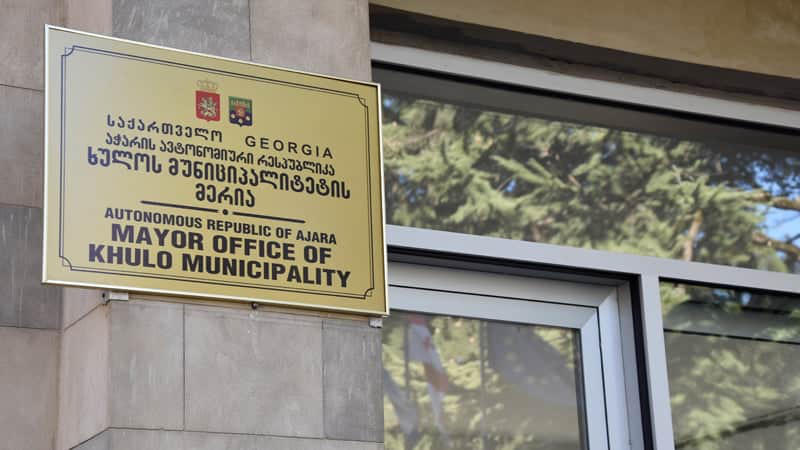 ᲡᲐᲥᲐᲠᲗᲕᲔᲚᲝ GEORGIA
ᲐᲭᲐᲠᲘᲡ ᲐᲕᲢᲝᲜᲝᲛᲘᲣᲠᲘ ᲠᲔᲡᲞᲣᲑᲚᲘᲙᲐ
ᲮᲣᲚᲝᲡ ᲛᲣᲜᲘᲪᲘᲞᲐᲚᲘᲢᲔᲢᲘᲡ
ᲛᲔᲠᲘᲐ
AUTONOMOUS REPUBLIC OF AJARA
MAYOR OFFICE OF
KHULO MUNICIPALITY